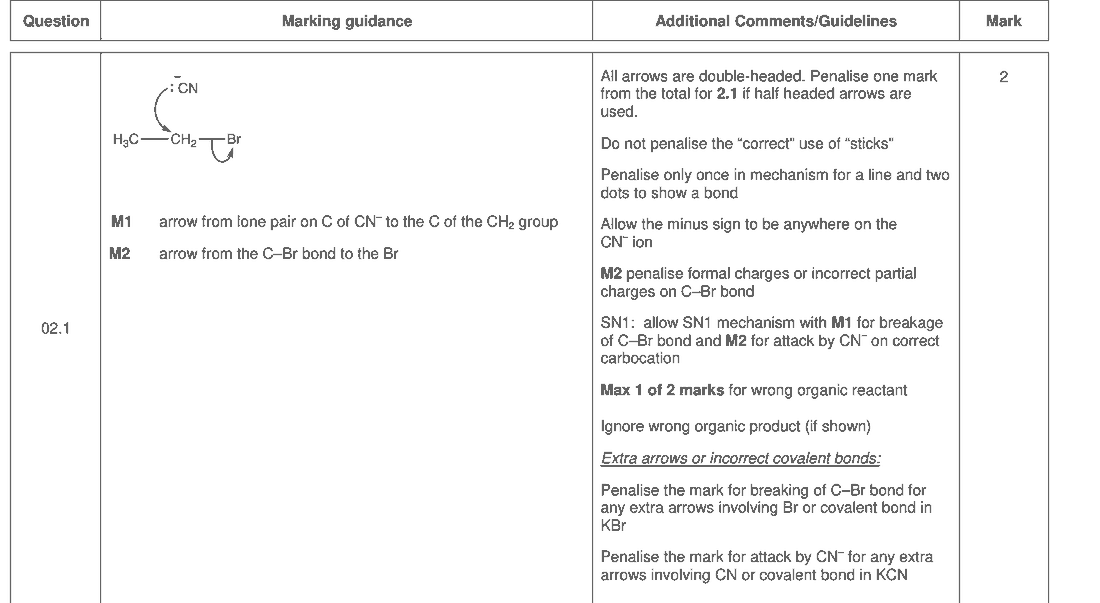 Question Marking guidance Additional Comments/Guidelines Mark
02.1
:C̄N
H₃C—CH₂—Br
M1 arrow from lone pair on C of CN⁻ to the C of the CH₂ group
M2 arrow from the C–Br bond to the Br
All arrows are double-headed. Penalise one mark
from the total for 2.1 if half headed arrows are
used.
Do not penalise the “correct” use of “sticks”
Penalise only once in mechanism for a line and two
dots to show a bond
Allow the minus sign to be anywhere on the
CN⁻ ion
M2 penalise formal charges or incorrect partial
charges on C–Br bond
SN1: allow SN1 mechanism with M1 for breakage
of C–Br bond and M2 for attack by CN⁻ on correct
carbocation
Max 1 of 2 marks for wrong organic reactant
Ignore wrong organic product (if shown)
Extra arrows or incorrect covalent bonds:
Penalise the mark for breaking of C–Br bond for
any extra arrows involving Br or covalent bond in
KBr
Penalise the mark for attack by CN⁻ for any extra
arrows involving CN or covalent bond in KCN
2